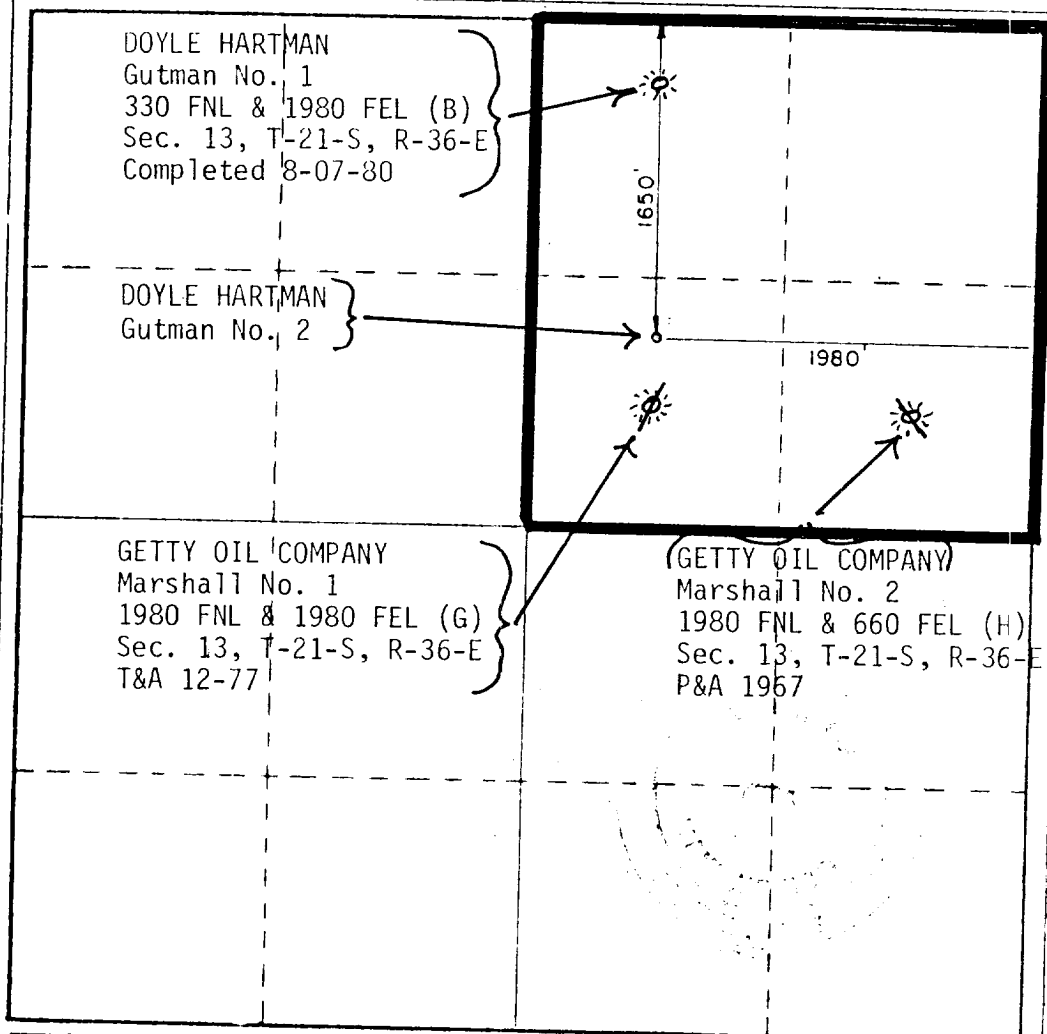 DOYLE HARTMAN
Gutman No. 1
330 FNL & 1980 FEL (B)
Sec. 13, T-21-S, R-36-E
Completed 8-07-80
1650'
DOYLE HARTMAN
Gutman No. 2
1980'
GETTY OIL COMPANY
Marshall No. 1
1980 FNL & 1980 FEL (G)
Sec. 13, T-21-S, R-36-E
T&A 12-77
GETTY OIL COMPANY
Marshall No. 2
1980 FNL & 660 FEL (H)
Sec. 13, T-21-S, R-36-E
P&A 1967